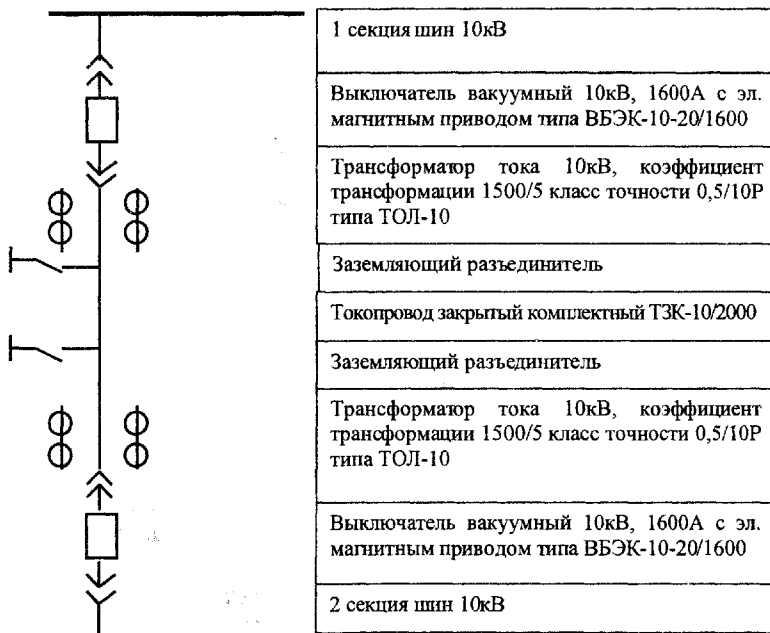 1 секция шин 10кВ
Выключатель вакуумный 10кВ, 1600А с эл.
магнитным приводом типа ВБЭК-10-20/1600
Трансформатор тока 10кВ, коэффициент
трансформации 1500/5 класс точности 0,5/10Р
типа ТОЛ-10
Заземляющий разъединитель
Токопровод закрытый комплектный ТЗК-10/2000
Заземляющий разъединитель
Трансформатор тока 10кВ, коэффициент
трансформации 1500/5 класс точности 0,5/10Р
типа ТОЛ-10
Выключатель вакуумный 10кВ, 1600А с эл.
магнитным приводом типа ВБЭК-10-20/1600
2 секция шин 10кВ